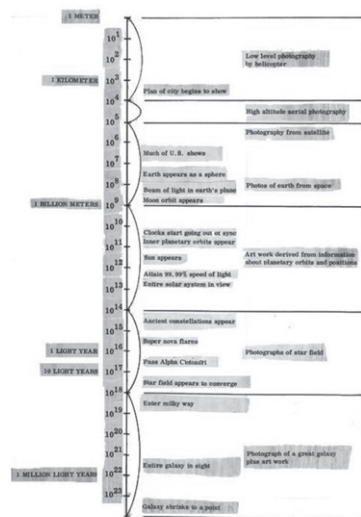 1 METER
10¹
10²
Low level photography
by helicopter
1 KILOMETER
10³
Plan of city begins to show
10⁴
High altitude aerial photography
10⁵
Photography from satelite
10⁶
Much of U.S. shows
10⁷
Earth appears as a sphere
10⁸
Photos of earth from space
Beam of light in earth's plane
Moon orbit appears
1 BILLION METERS
10⁹
10¹⁰
Clocks start going out of sync
Inner planetary orbits appear
10¹¹
Sun appears
Art work derived from information
about planetary orbits and positions
10¹²
Attain 99.99% speed of light
Entire solar system in view
10¹³
10¹⁴
Ancient constellations appear
10¹⁵
Super nova flares
1 LIGHT YEAR
10¹⁶
Photographs of star field
Pass Alpha Cintauri
10 LIGHT YEARS
10¹⁷
Star field appears to converge
10¹⁸
Enter milky way
10¹⁹
10²⁰
10²¹
Photograph of a great galaxy
plus art work
Entire galaxy in sight
1 MILLION LIGHT YEARS
10²²
10²³
Galaxy shrinks to a point